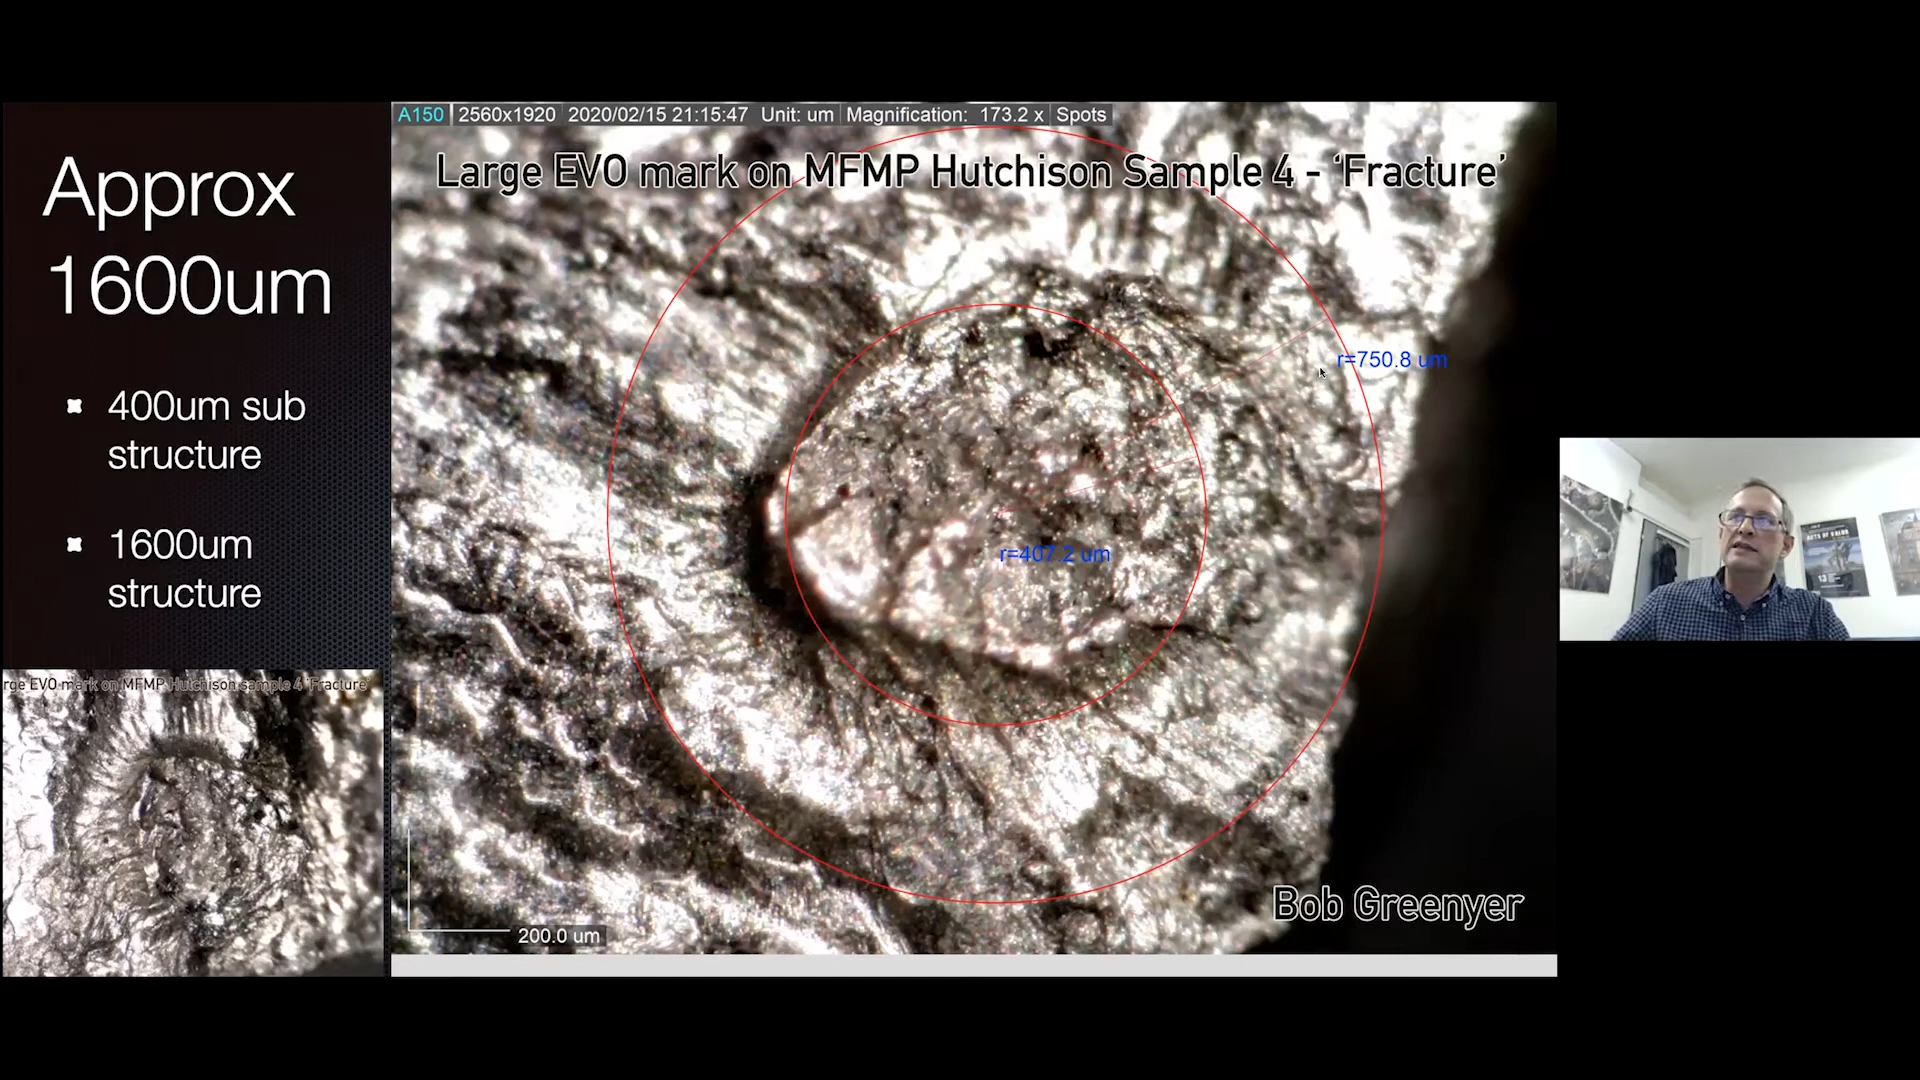 Approx
1600um
400um sub
structure
1600um
structure
rge EVO mark on MFMP Hutchison sample 4 'Fracture'
A150 2560x1920 2020/02/15 21:15:47 Unit: um Magnification: 173.2 x Spots
Large EVO mark on MFMP Hutchison Sample 4 - ‘Fracture’
r=750.8 um
r=407.2 um
Bob Greenyer
200.0 um